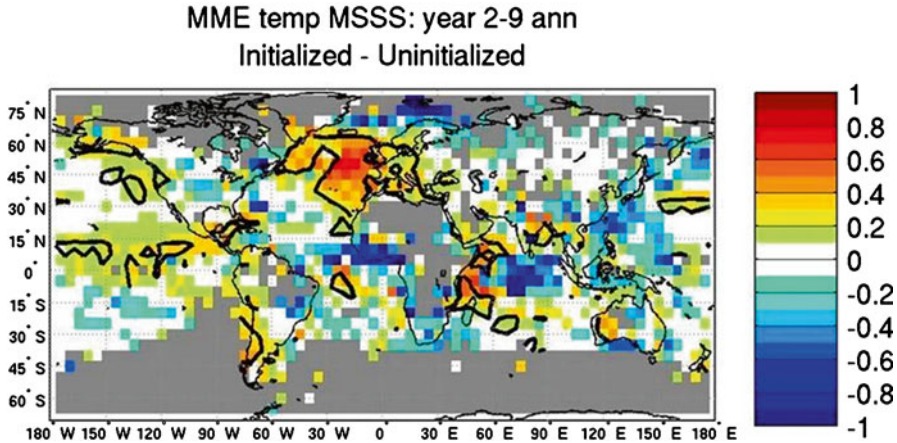 MME temp MSSS: year 2-9 ann
Initialized - Uninitialized
75° N
60° N
45° N
30° N
15° N
0°
15° S
30° S
45° S
60° S
180° W 150° W 120° W 90° W 60° W 30° W 0° 30° E 60° E 90° E 120° E 150° E 180° E
1
0.8
0.6
0.4
0.2
0
-0.2
-0.4
-0.6
-0.8
-1